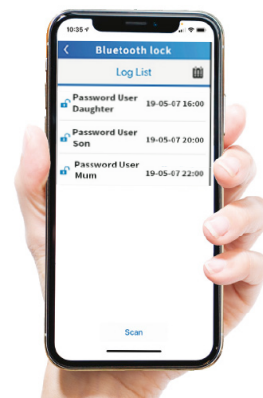 10:35
Bluetooth lock
Log List
Password User
Daughter 19-05-07 16:00
Password User
Son 19-05-07 20:00
Password User
Mum 19-05-07 22:00
Scan